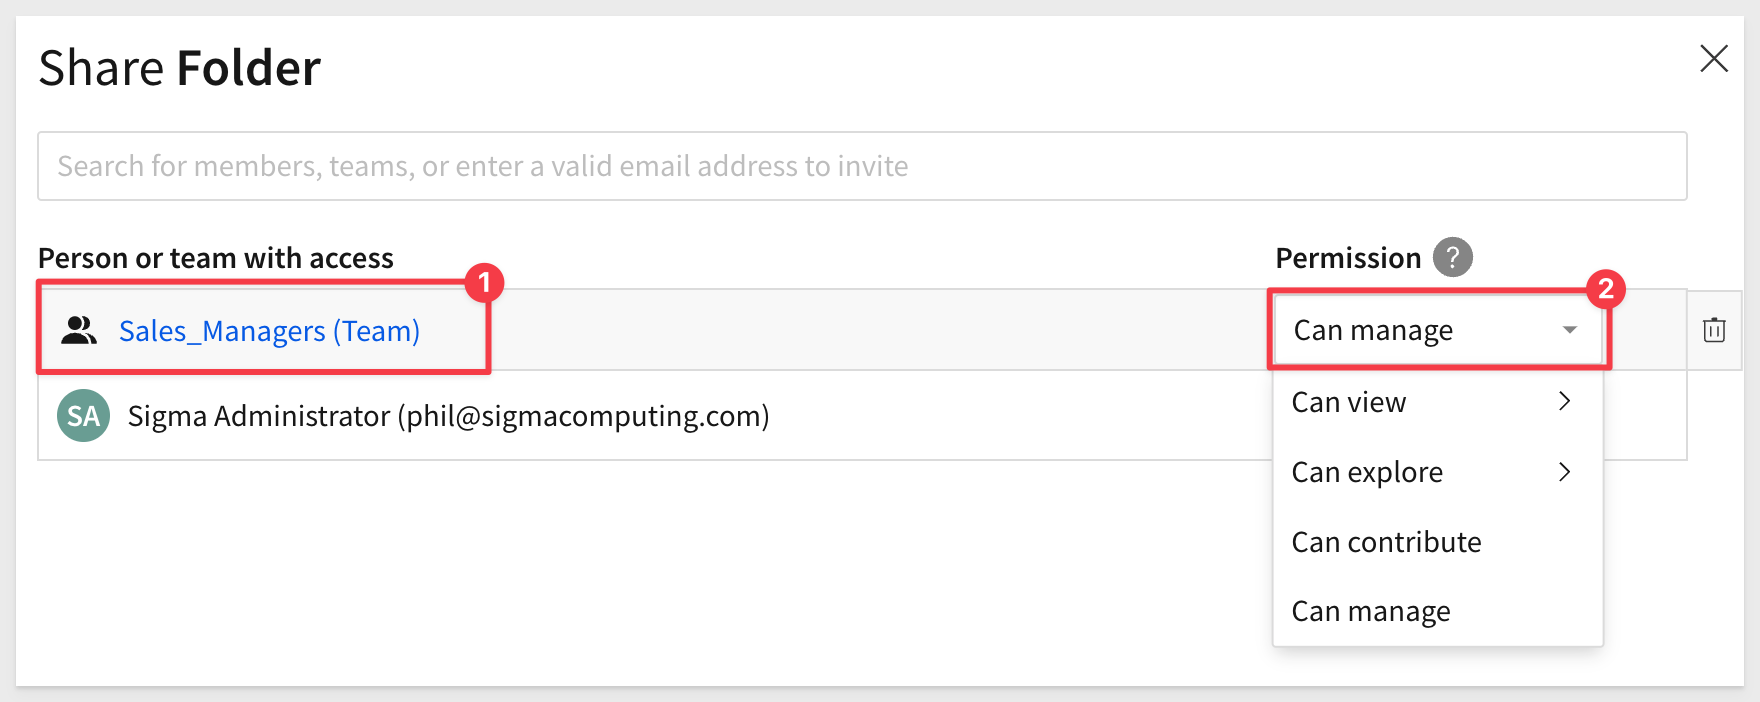 Share Folder
Search for members, teams, or enter a valid email address to invite
Person or team with access
Permission ?
1
2
Sales_Managers (Team)
Can manage
SA Sigma Administrator (phil@sigmacomputing.com)
Can view
Can explore
Can contribute
Can manage